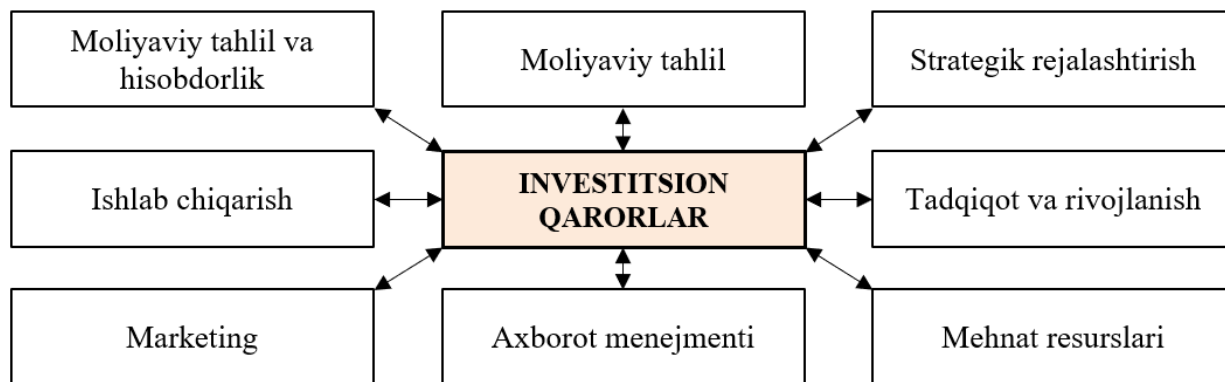 Moliyaviy tahlil va
hisobdorlik
Moliyaviy tahlil
Strategik rejalashtirish
Ishlab chiqarish
INVESTITSION
QARORLAR
Tadqiqot va rivojlanish
Marketing
Axborot menejmenti
Mehnat resurslari